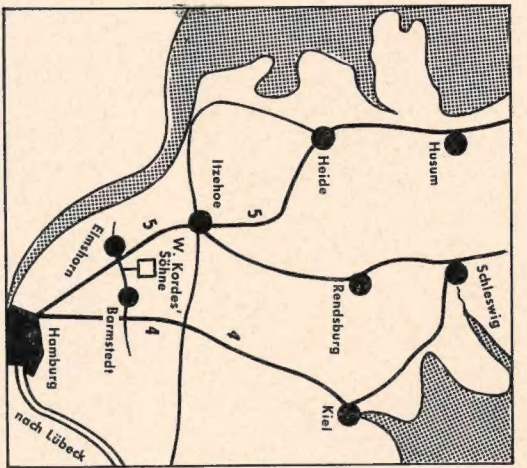 Husum
Schleswig
Heide
Rendsburg
Kiel
5
Itzehoe
4
5
W. Kordes'
Söhne
Elmshorn
Barmstedt
4
Hamburg
nach Lübeck